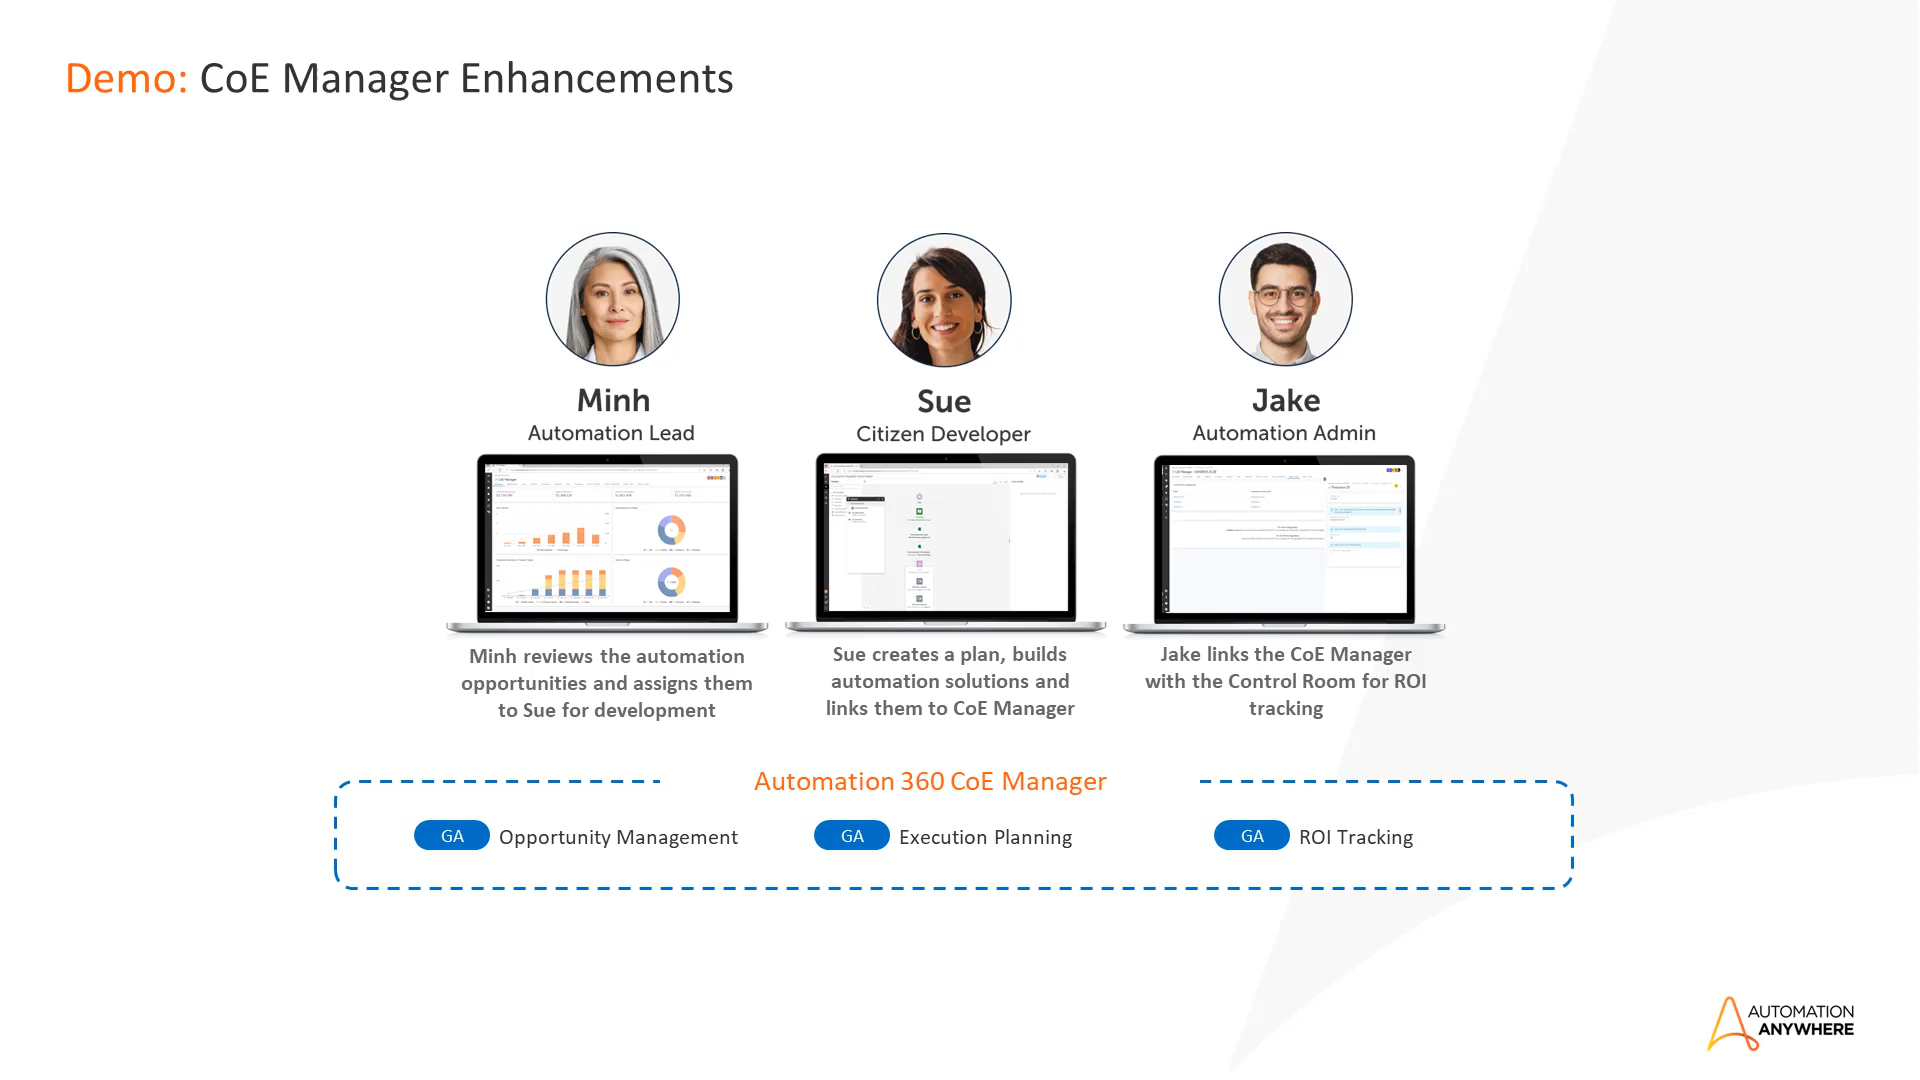 Demo: CoE Manager Enhancements
Minh
Automation Lead
Sue
Citizen Developer
Jake
Automation Admin
Minh reviews the automation
opportunities and assigns them
to Sue for development
Sue creates a plan, builds
automation solutions and
links them to CoE Manager
Jake links the CoE Manager
with the Control Room for ROI
tracking
Automation 360 CoE Manager
GA Opportunity Management
GA Execution Planning
GA ROI Tracking
AUTOMATION
ANYWHERE